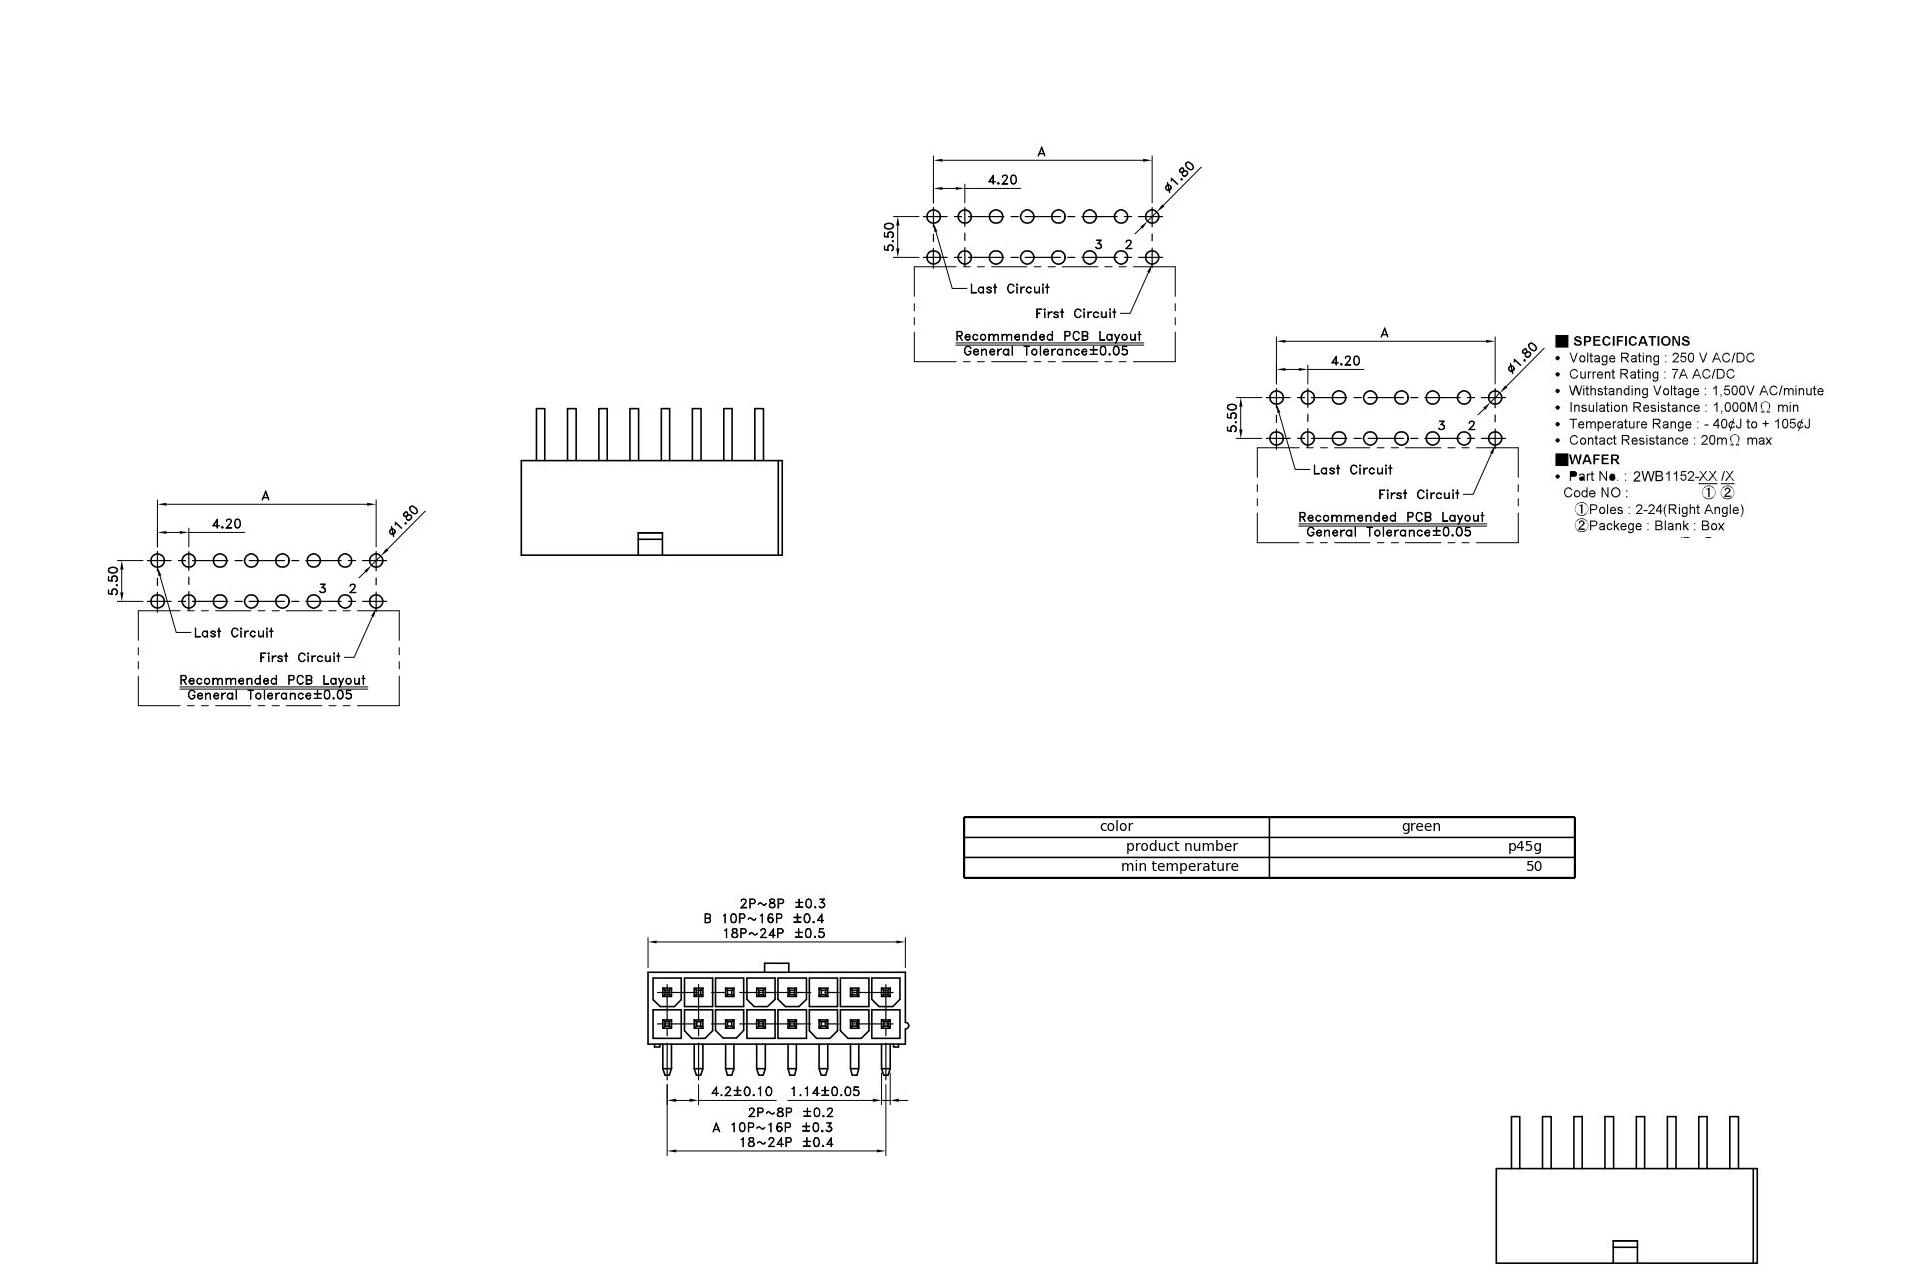 A
4.20
ø1.80
5.50
3 2
Last Circuit
First Circuit
Recommended PCB Layout
General Tolerance±0.05
A
4.20
ø1.80
5.50
3 2
Last Circuit
First Circuit
Recommended PCB Layout
General Tolerance±0.05
SPECIFICATIONS
• Voltage Rating : 250 V AC/DC
• Current Rating : 7A AC/DC
• Withstanding Voltage : 1,500V AC/minute
• Insulation Resistance : 1,000MΩ min
• Temperature Range : - 40¢J to + 105¢J
• Contact Resistance : 20mΩ max
WAFER
• Part No. : 2WB1152-XX /X
Code NO : ① ②
①Poles : 2-24(Right Angle)
②Packege : Blank : Box
A
4.20
ø1.80
5.50
3 2
Last Circuit
First Circuit
Recommended PCB Layout
General Tolerance±0.05
color green
product number p45g
min temperature 50
2P~8P ±0.3
B 10P~16P ±0.4
18P~24P ±0.5
4.2±0.10 1.14±0.05
2P~8P ±0.2
A 10P~16P ±0.3
18~24P ±0.4